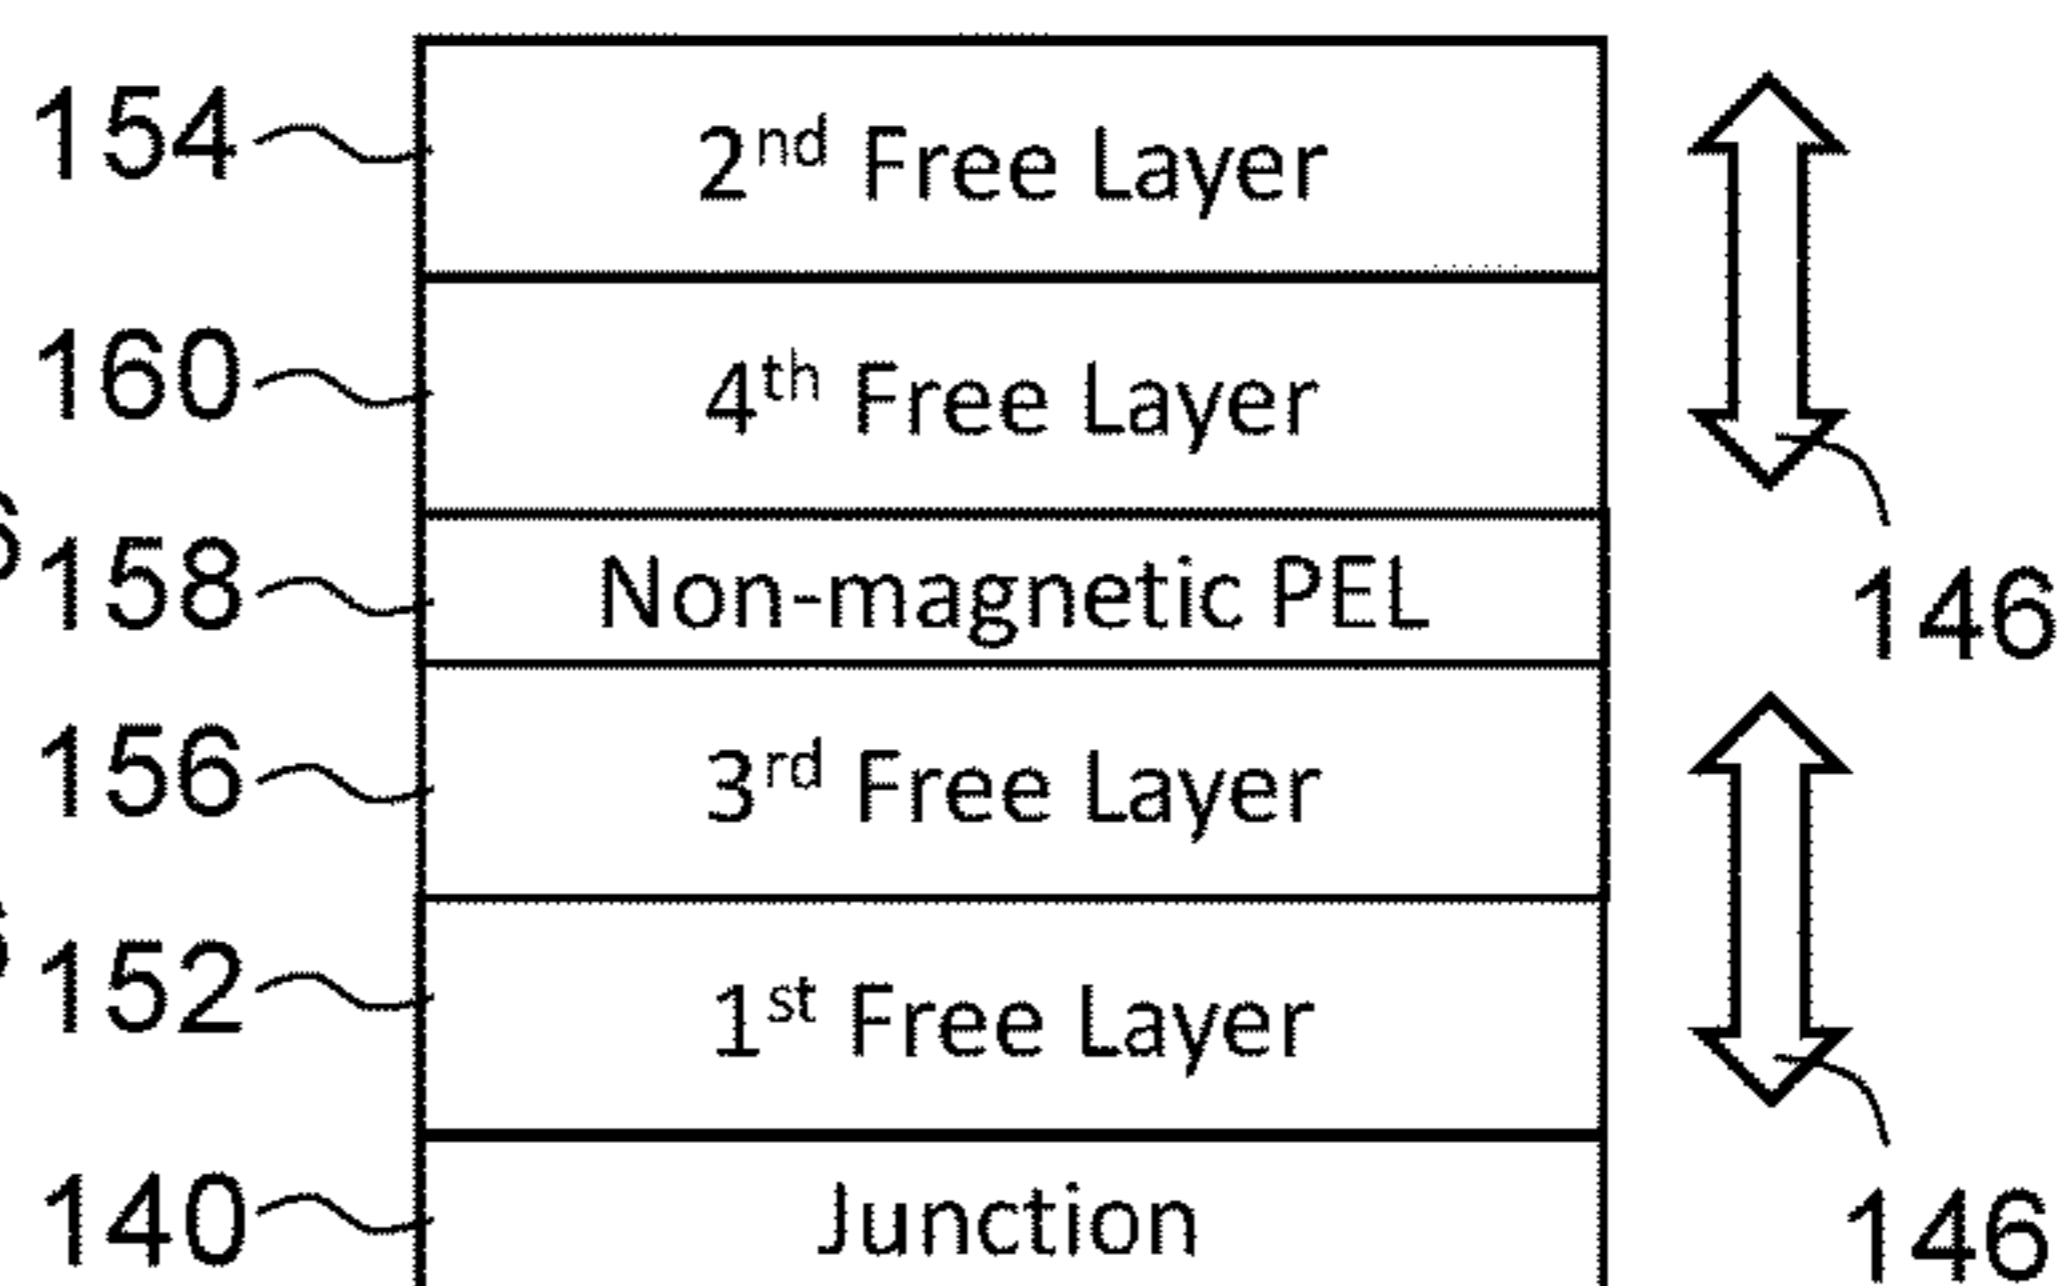 154 2nd Free Layer
160 4th Free Layer
158 Non-magnetic PEL
146
156 3rd Free Layer
152 1st Free Layer
140 Junction
146